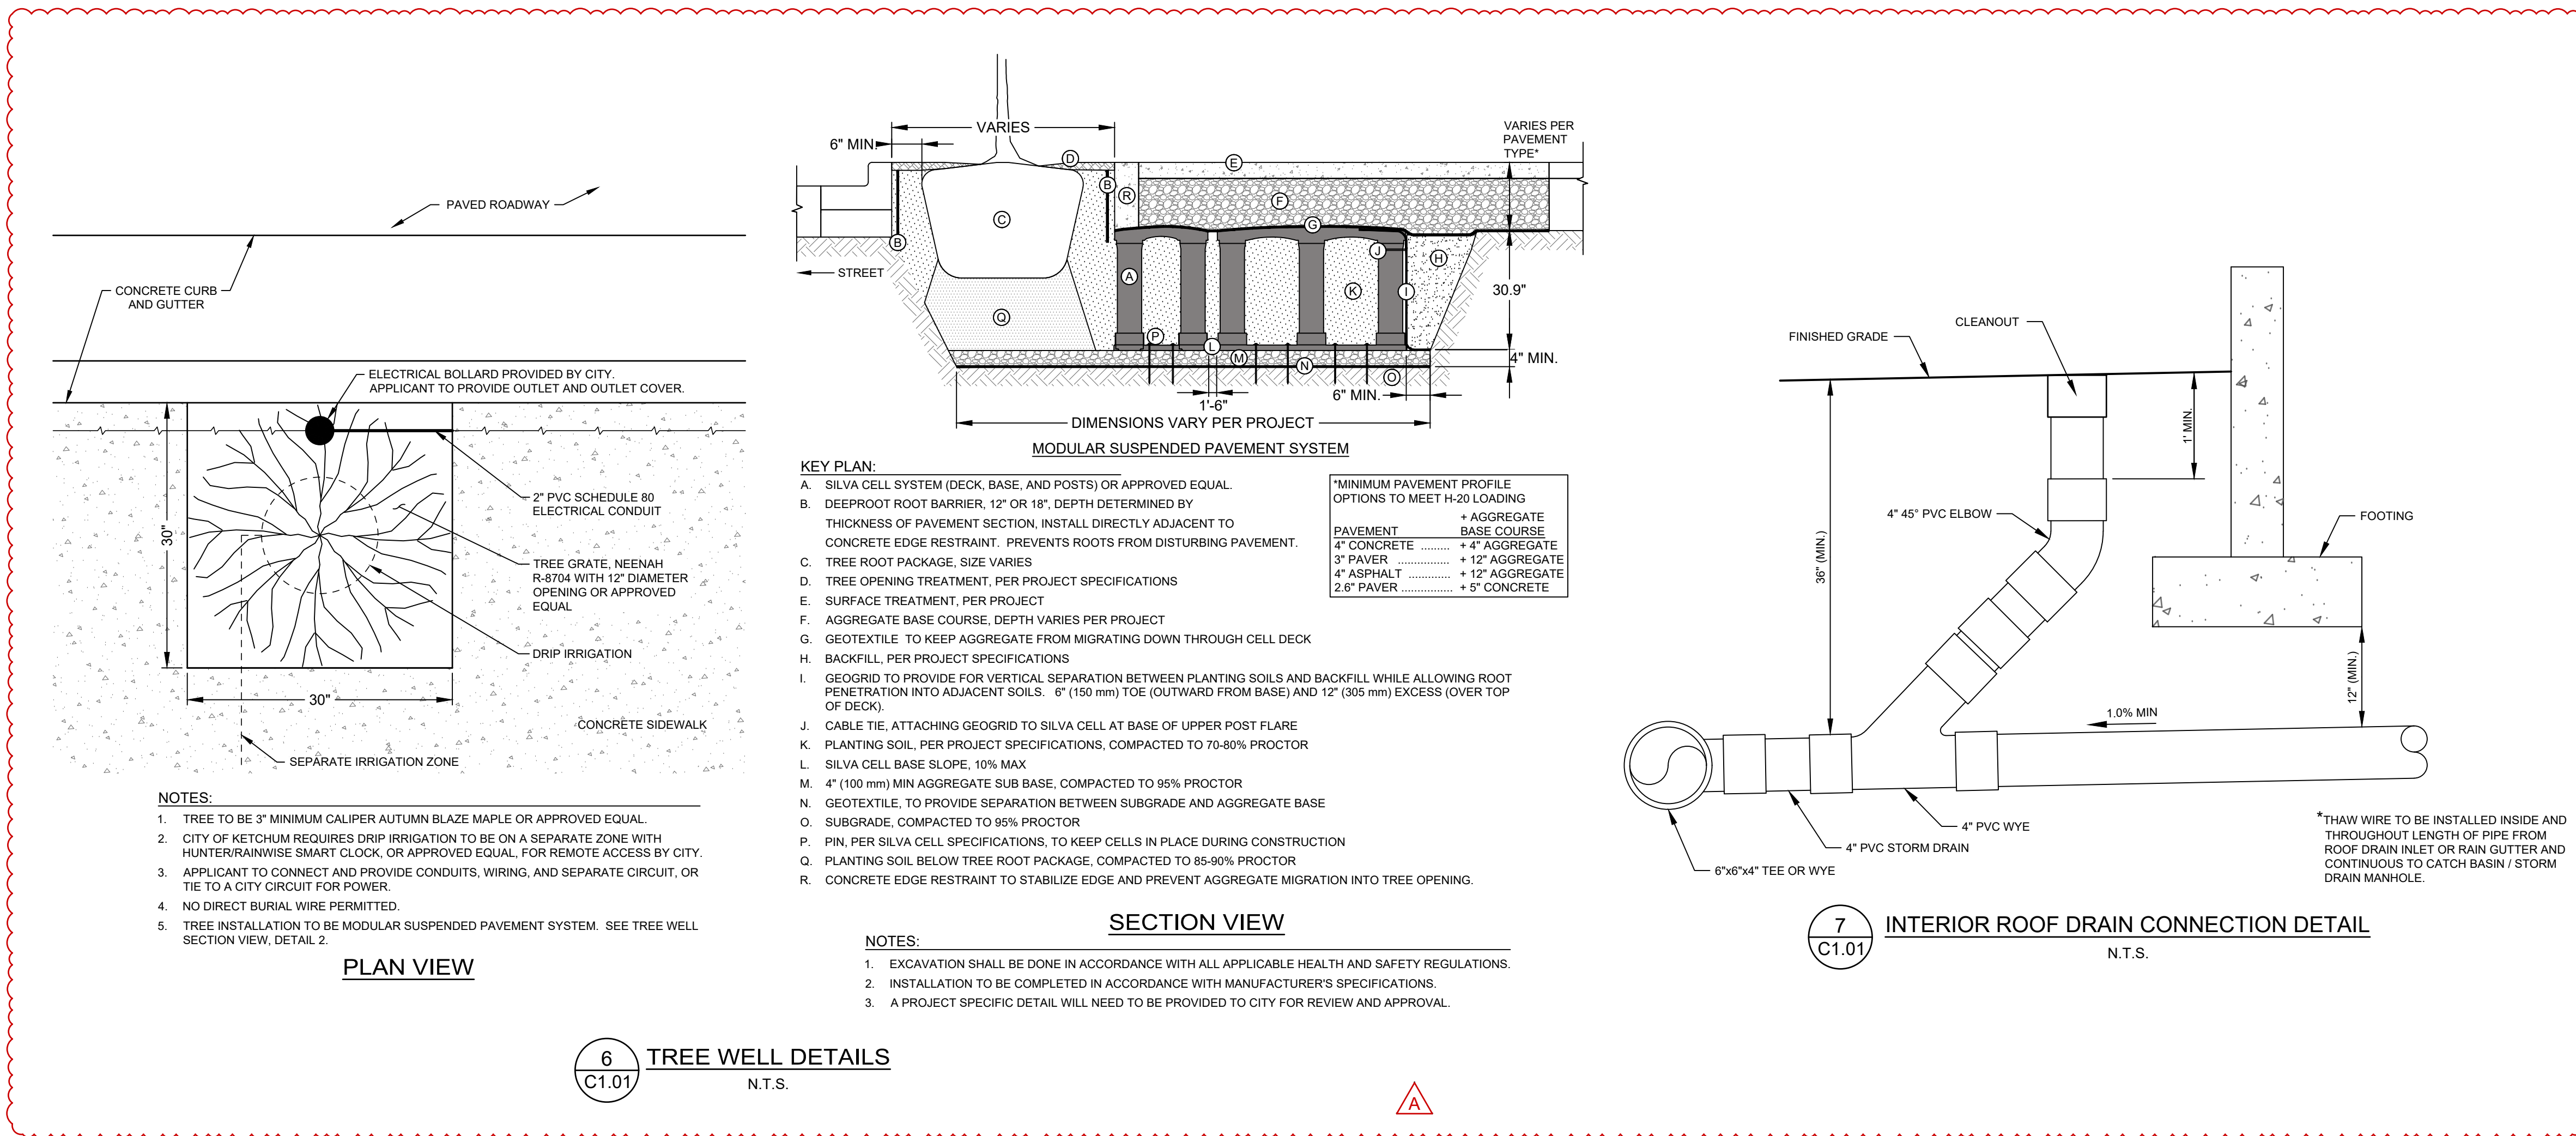 PAVED ROADWAY
CONCRETE CURB
AND GUTTER
ELECTRICAL BOLLARD PROVIDED BY CITY.
APPLICANT TO PROVIDE OUTLET AND OUTLET COVER.
2" PVC SCHEDULE 80
ELECTRICAL CONDUIT
30"
TREE GRATE, NEENAH
R-8704 WITH 12" DIAMETER
OPENING OR APPROVED
EQUAL
DRIP IRRIGATION
30"
CONCRETE SIDEWALK
SEPARATE IRRIGATION ZONE
NOTES:
1. TREE TO BE 3" MINIMUM CALIPER AUTUMN BLAZE MAPLE OR APPROVED EQUAL.
2. CITY OF KETCHUM REQUIRES DRIP IRRIGATION TO BE ON A SEPARATE ZONE WITH
HUNTER/RAINWISE SMART CLOCK, OR APPROVED EQUAL, FOR REMOTE ACCESS BY CITY.
3. APPLICANT TO CONNECT AND PROVIDE CONDUITS, WIRING, AND SEPARATE CIRCUIT, OR
TIE TO A CITY CIRCUIT FOR POWER.
4. NO DIRECT BURIAL WIRE PERMITTED.
5. TREE INSTALLATION TO BE MODULAR SUSPENDED PAVEMENT SYSTEM. SEE TREE WELL
SECTION VIEW, DETAIL 2.
PLAN VIEW
VARIES
6" MIN.
VARIES PER
PAVEMENT
TYPE*
D
E
B
R
F
C
G
B
J
H
STREET
A
K
I
30.9"
Q
P
L
M
N
O
4" MIN.
6" MIN.
1'-6"
DIMENSIONS VARY PER PROJECT
MODULAR SUSPENDED PAVEMENT SYSTEM
KEY PLAN:
A. SILVA CELL SYSTEM (DECK, BASE, AND POSTS) OR APPROVED EQUAL.
B. DEEPROOT ROOT BARRIER, 12" OR 18", DEPTH DETERMINED BY
THICKNESS OF PAVEMENT SECTION, INSTALL DIRECTLY ADJACENT TO
CONCRETE EDGE RESTRAINT. PREVENTS ROOTS FROM DISTURBING PAVEMENT.
C. TREE ROOT PACKAGE, SIZE VARIES
D. TREE OPENING TREATMENT, PER PROJECT SPECIFICATIONS
E. SURFACE TREATMENT, PER PROJECT
F. AGGREGATE BASE COURSE, DEPTH VARIES PER PROJECT
G. GEOTEXTILE TO KEEP AGGREGATE FROM MIGRATING DOWN THROUGH CELL DECK
H. BACKFILL, PER PROJECT SPECIFICATIONS
I. GEOGRID TO PROVIDE FOR VERTICAL SEPARATION BETWEEN PLANTING SOILS AND BACKFILL WHILE ALLOWING ROOT
PENETRATION INTO ADJACENT SOILS. 6" (150 mm) TOE (OUTWARD FROM BASE) AND 12" (305 mm) EXCESS (OVER TOP
OF DECK).
J. CABLE TIE, ATTACHING GEOGRID TO SILVA CELL AT BASE OF UPPER POST FLARE
K. PLANTING SOIL, PER PROJECT SPECIFICATIONS, COMPACTED TO 70-80% PROCTOR
L. SILVA CELL BASE SLOPE, 10% MAX
M. 4" (100 mm) MIN AGGREGATE SUB BASE, COMPACTED TO 95% PROCTOR
N. GEOTEXTILE, TO PROVIDE SEPARATION BETWEEN SUBGRADE AND AGGREGATE BASE
O. SUBGRADE, COMPACTED TO 95% PROCTOR
P. PIN, PER SILVA CELL SPECIFICATIONS, TO KEEP CELLS IN PLACE DURING CONSTRUCTION
Q. PLANTING SOIL BELOW TREE ROOT PACKAGE, COMPACTED TO 85-90% PROCTOR
R. CONCRETE EDGE RESTRAINT TO STABILIZE EDGE AND PREVENT AGGREGATE MIGRATION INTO TREE OPENING.
*MINIMUM PAVEMENT PROFILE
OPTIONS TO MEET H-20 LOADING
+ AGGREGATE
PAVEMENT BASE COURSE
4" CONCRETE ......... + 4" AGGREGATE
3" PAVER ............... + 12" AGGREGATE
4" ASPHALT ............ + 12" AGGREGATE
2.6" PAVER ............... + 5" CONCRETE
SECTION VIEW
NOTES:
1. EXCAVATION SHALL BE DONE IN ACCORDANCE WITH ALL APPLICABLE HEALTH AND SAFETY REGULATIONS.
2. INSTALLATION TO BE COMPLETED IN ACCORDANCE WITH MANUFACTURER'S SPECIFICATIONS.
3. A PROJECT SPECIFIC DETAIL WILL NEED TO BE PROVIDED TO CITY FOR REVIEW AND APPROVAL.
6
C1.01
TREE WELL DETAILS
N.T.S.
A
CLEANOUT
FINISHED GRADE
1' MIN.
4" 45° PVC ELBOW
FOOTING
36" (MIN.)
12" (MIN.)
1.0% MIN
4" PVC WYE
4" PVC STORM DRAIN
6"x6"x4" TEE OR WYE
*THAW WIRE TO BE INSTALLED INSIDE AND
THROUGHOUT LENGTH OF PIPE FROM
ROOF DRAIN INLET OR RAIN GUTTER AND
CONTINUOUS TO CATCH BASIN / STORM
DRAIN MANHOLE.
7
C1.01
INTERIOR ROOF DRAIN CONNECTION DETAIL
N.T.S.